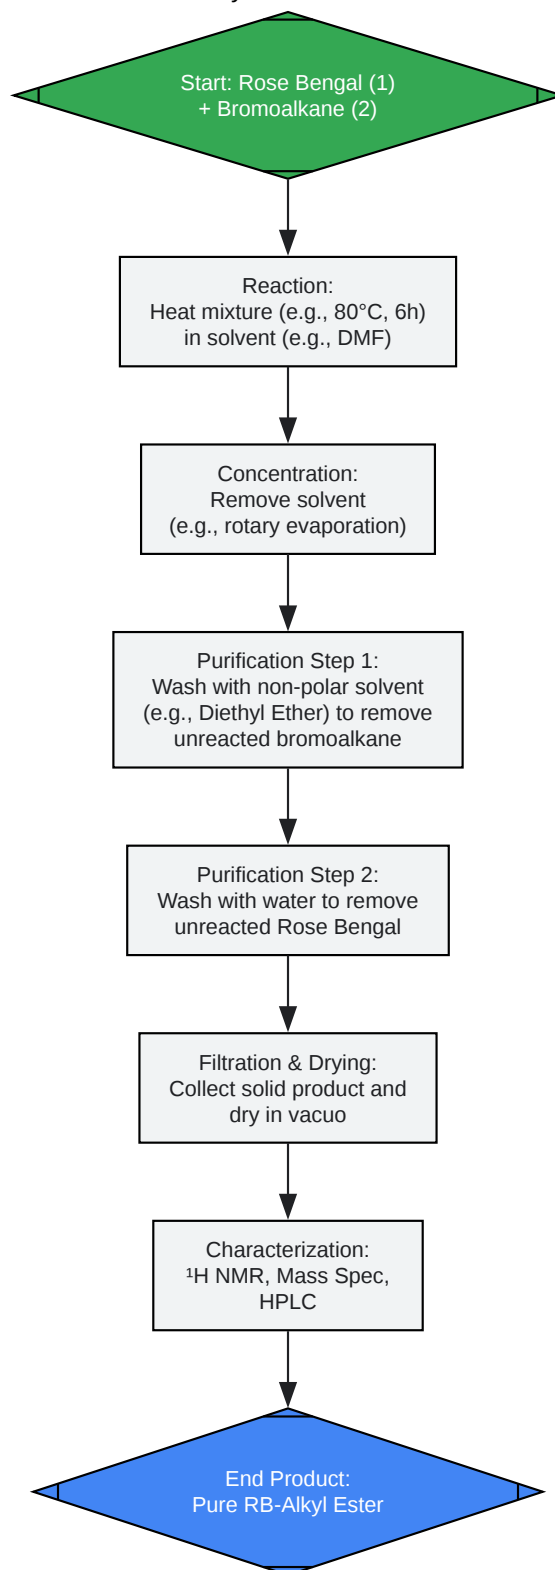 Start: Rose Bengal (1)
+ Bromoalkane (2)
Reaction:
Heat mixture (e.g., 80°C, 6h)
in solvent (e.g., DMF)
Concentration:
Remove solvent
(e.g., rotary evaporation)
Purification Step 1:
Wash with non-polar solvent
(e.g., Diethyl Ether) to remove
unreacted bromoalkane
Purification Step 2:
Wash with water to remove
unreacted Rose Bengal
Filtration & Drying:
Collect solid product and
dry in vacuo
Characterization:
¹H NMR, Mass Spec,
HPLC
End Product:
Pure RB-Alkyl Ester